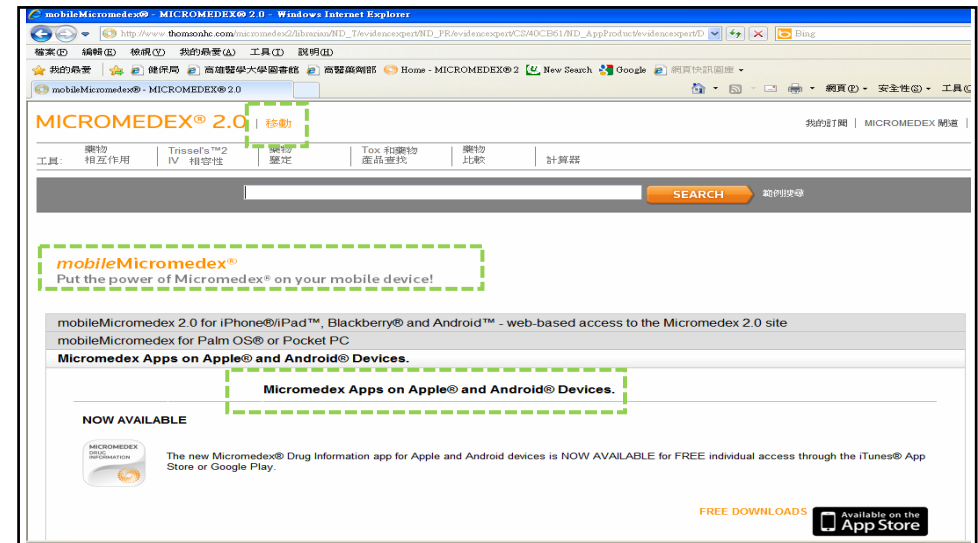 mobileMicromedex® - MICROMEDEX® 2.0 - Windows Internet Explorer
http://www.thomsonhc.com/micromedex2/librarian/ND_T/evidencexpert/ND_PR/evidencexpert/CS/40CB61/ND_AppProduct/evidencexpert/D
Bing
檔案(F) 編輯(E) 檢視(V) 我的最愛(A) 工具(T) 說明(H)
我的最愛 健保局 高雄醫學大學圖書館 高醫藥劑部 Home - MICROMEDEX® 2 New Search Google 網頁快訊圖庫
mobileMicromedex® - MICROMEDEX® 2.0 網頁(P) 安全性(S) 工具(O
MICROMEDEX® 2.0 | 移動 我的訂閱 | MICROMEDEX 閘道 |
工具: 藥物 相互作用 | Trissel's™2 IV 相容性 | 藥物 鑒定 | Tox 和藥物 產品查找 | 藥物 比較 | 計算器
SEARCH 範例搜尋
mobileMicromedex®
Put the power of Micromedex® on your mobile device!
mobileMicromedex 2.0 for iPhone®/iPad™, Blackberry® and Android™ - web-based access to the Micromedex 2.0 site
mobileMicromedex for Palm OS® or Pocket PC
Micromedex Apps on Apple® and Android® Devices.
Micromedex Apps on Apple® and Android® Devices.
NOW AVAILABLE
MICROMEDEX
DRUG
INFORMATION
The new Micromedex® Drug Information app for Apple and Android devices is NOW AVAILABLE for FREE individual access through the iTunes® App
Store or Google Play.
FREE DOWNLOADS
Available on the
App Store